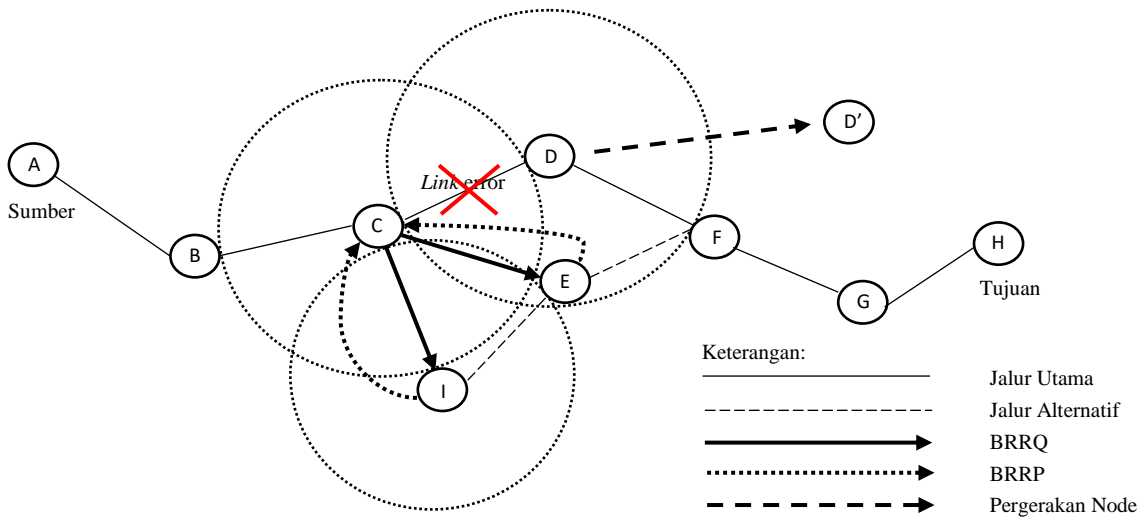 A
Sumber
B
C
Link error
D
D’
E
F
G
H
Tujuan
I
Keterangan:
Jalur Utama
Jalur Alternatif
BRRQ
BRRP
Pergerakan Node